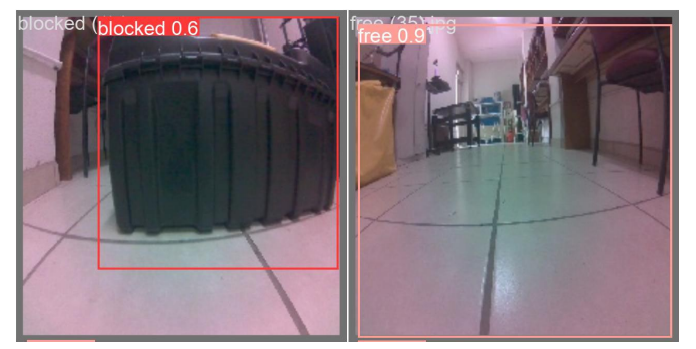 blocked (
blocked 0.6
free (35).jpg
free 0.9